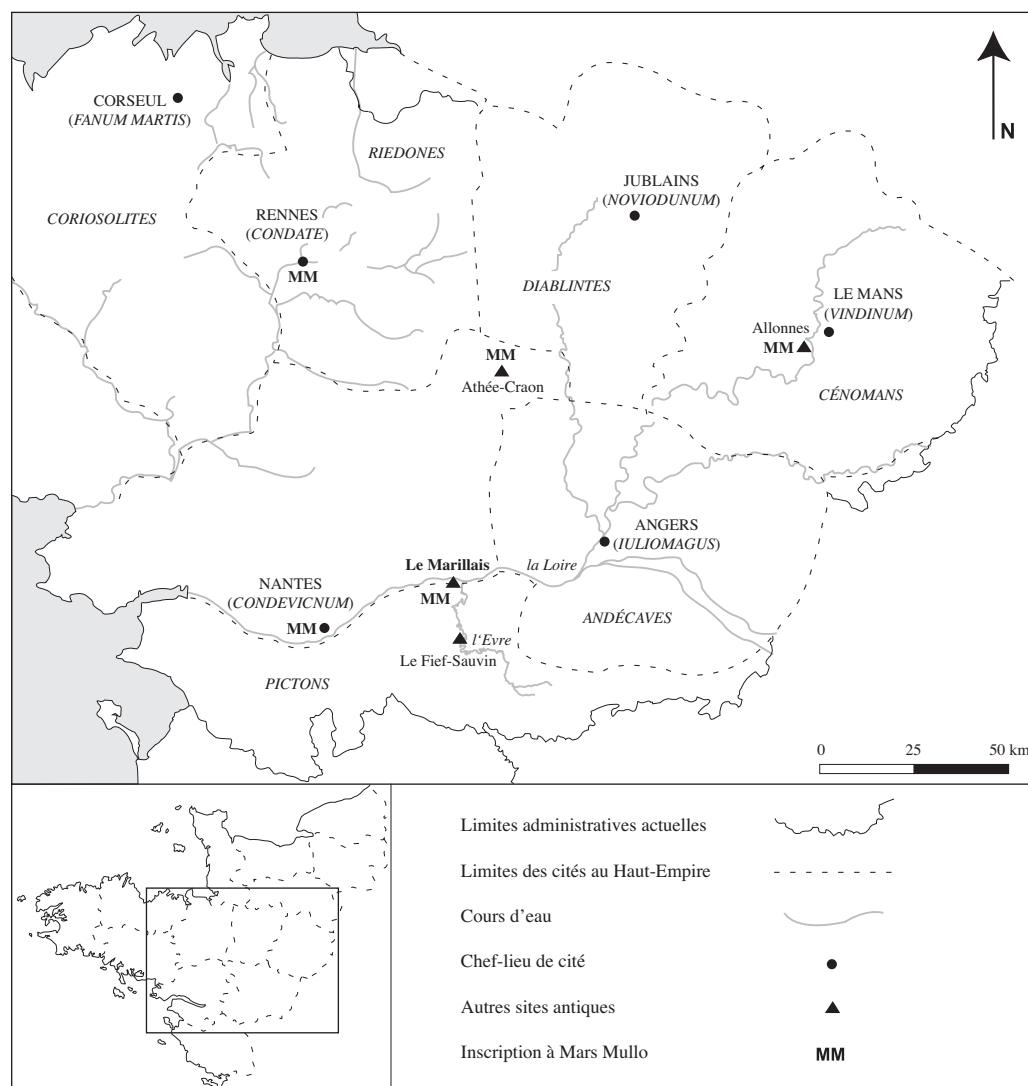 N
CORSEUL
(FANUM MARTIS)
RIEDONES
JUBLAINS
(NOVIODUNUM)
CORIOSOLITES
RENNES
(CONDATE)
MM
DIABLINTES
LE MANS
(VINDINUM)
Allonnes
MM
MM
Athée-Craon
CÉNOMANS
ANGERS
(IULIOMAGUS)
Le Marillais
MM
la Loire
NANTES
(CONDEVICNUM)
MM
ANDÉCAVES
l'Evre
Le Fief-Sauvin
PICTONS
0 25 50 km
Limites administratives actuelles
Limites des cités au Haut-Empire
Cours d'eau
Chef-lieu de cité
Autres sites antiques
Inscription à Mars Mullo MM